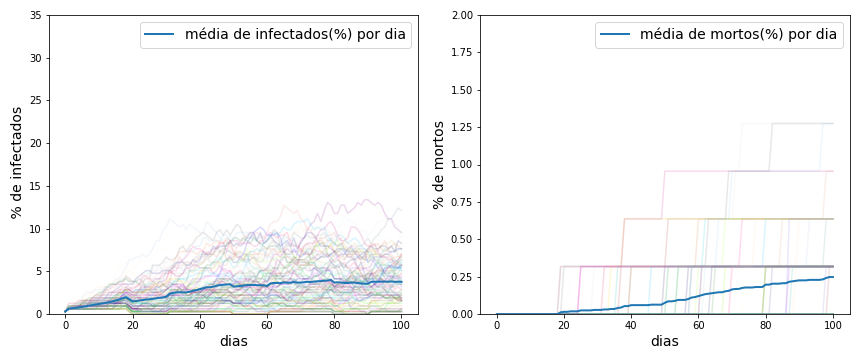 35
30
25
20
15
10
5
0
% de infectados
média de infectados(%) por dia
0 20 40 60 80 100
dias
2.00
1.75
1.50
1.25
1.00
0.75
0.50
0.25
0.00
% de mortos
média de mortos(%) por dia
0 20 40 60 80 100
dias